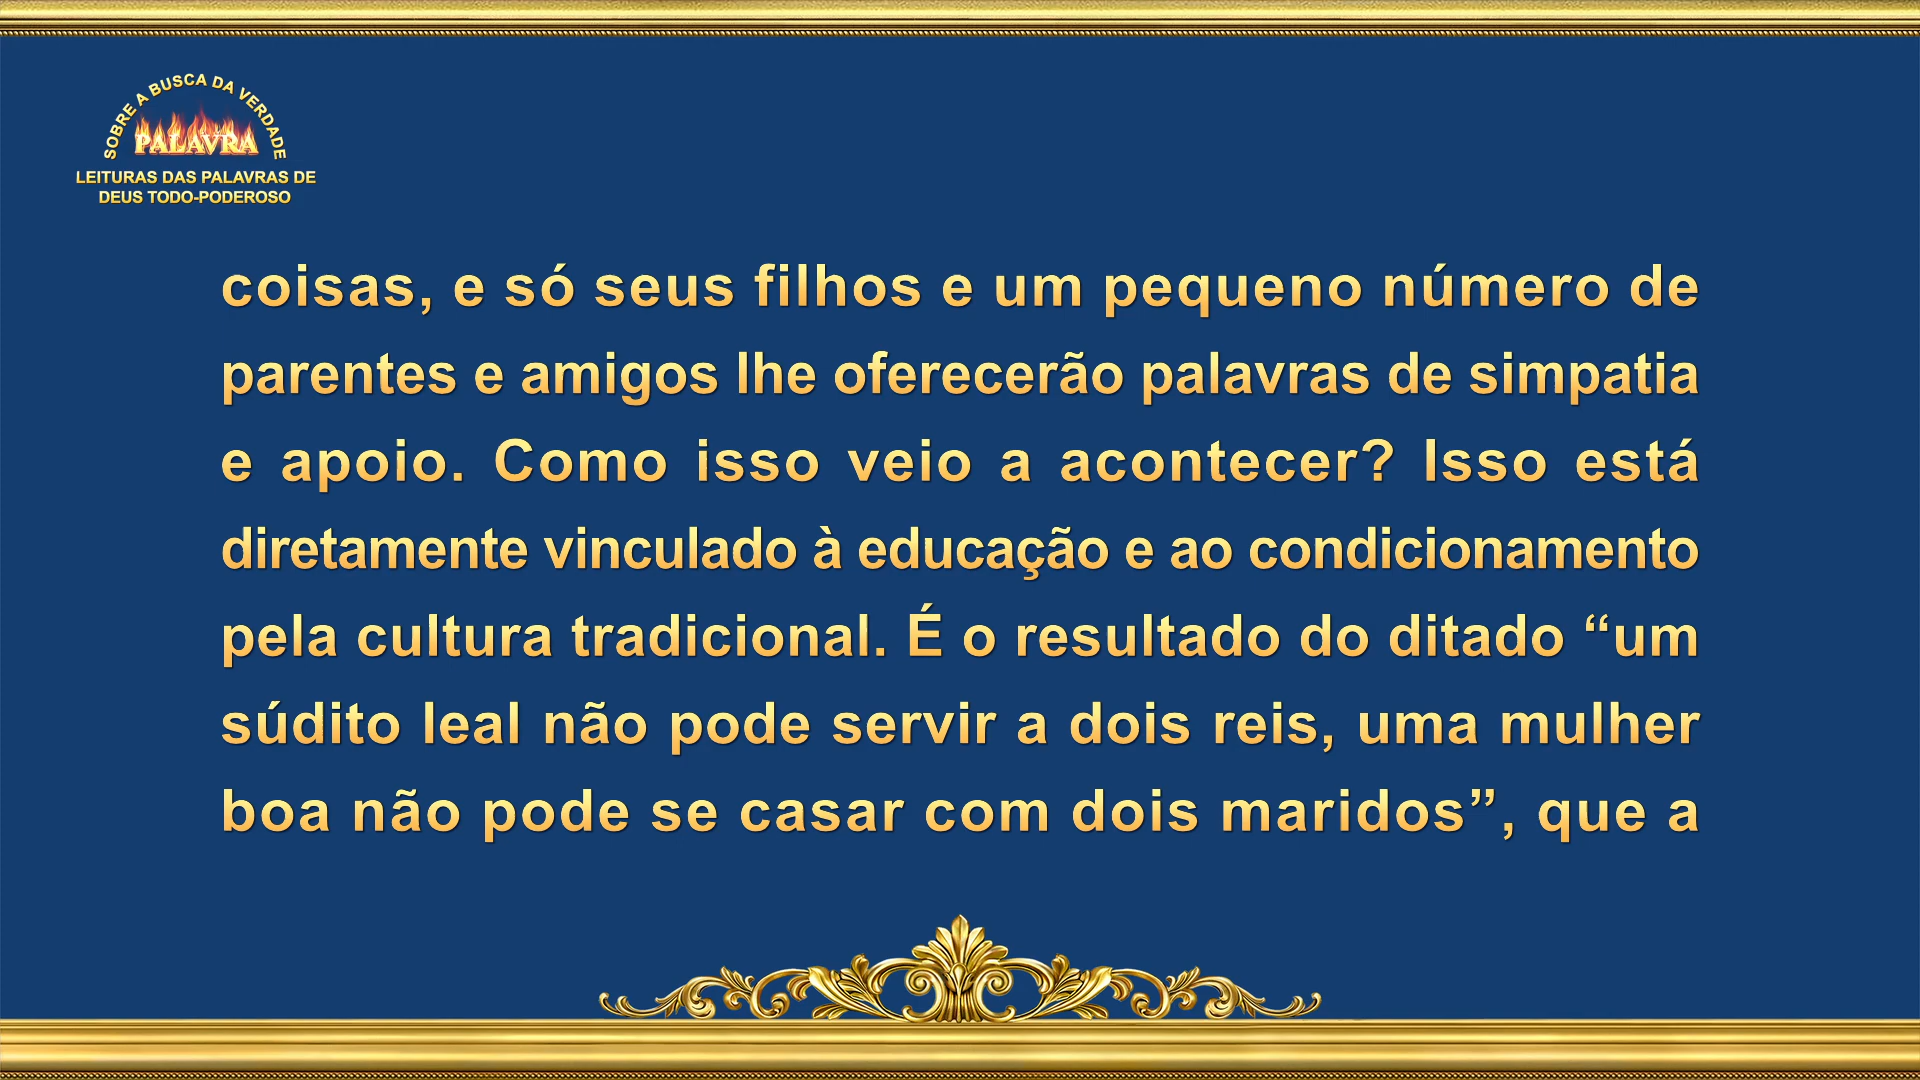 SOBRE A BUSCA DA VERDADE
PALAVRA
LEITURAS DAS PALAVRAS DE
DEUS TODO-PODEROSO
coisas, e só seus filhos e um pequeno número de
parentes e amigos lhe oferecerão palavras de simpatia
e apoio. Como isso veio a acontecer? Isso está
diretamente vinculado à educação e ao condicionamento
pela cultura tradicional. É o resultado do ditado “um
súdito leal não pode servir a dois reis, uma mulher
boa não pode se casar com dois maridos”, que a